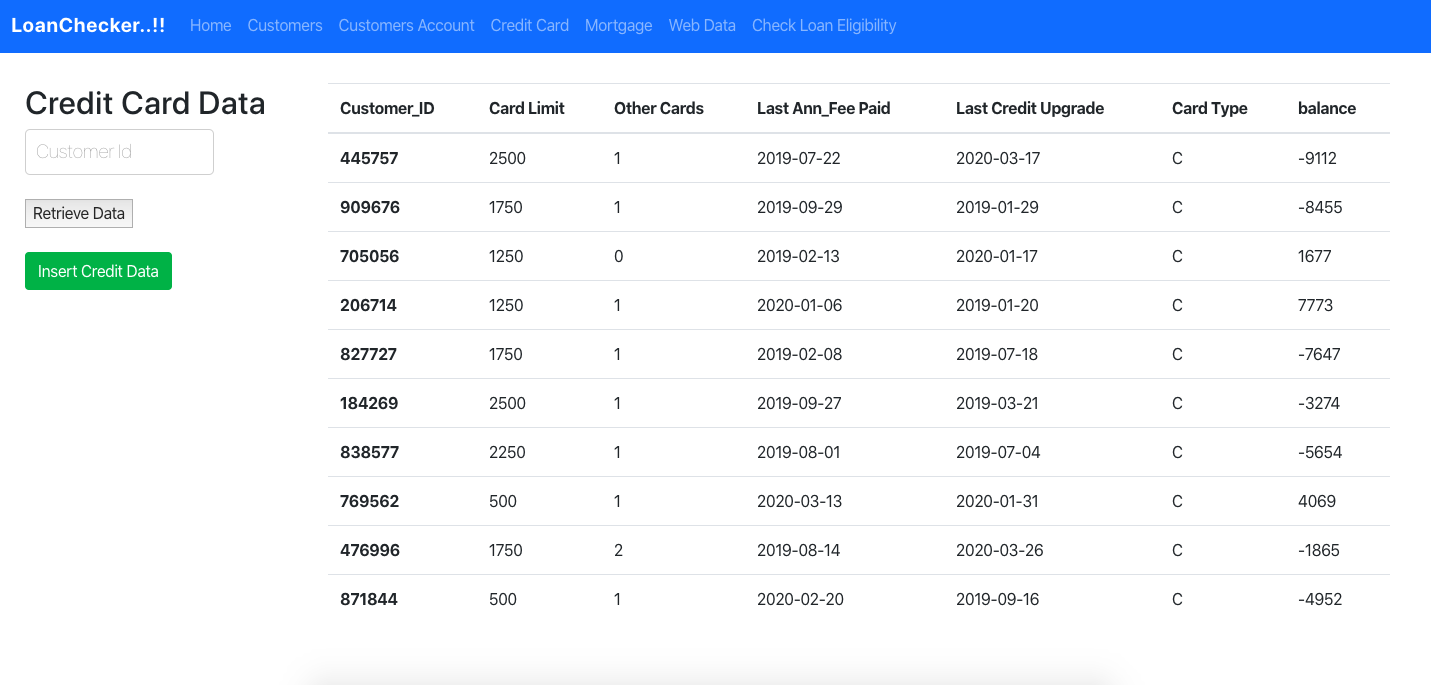 LoanChecker..!! Home Customers Customers Account Credit Card Mortgage Web Data Check Loan Eligibility
Credit Card Data
Customer Id
Retrieve Data
Insert Credit Data
Customer_ID Card Limit Other Cards Last Ann_Fee Paid Last Credit Upgrade Card Type balance
445757 2500 1 2019-07-22 2020-03-17 C -9112
909676 1750 1 2019-09-29 2019-01-29 C -8455
705056 1250 0 2019-02-13 2020-01-17 C 1677
206714 1250 1 2020-01-06 2019-01-20 C 7773
827727 1750 1 2019-02-08 2019-07-18 C -7647
184269 2500 1 2019-09-27 2019-03-21 C -3274
838577 2250 1 2019-08-01 2019-07-04 C -5654
769562 500 1 2020-03-13 2020-01-31 C 4069
476996 1750 2 2019-08-14 2020-03-26 C -1865
871844 500 1 2020-02-20 2019-09-16 C -4952